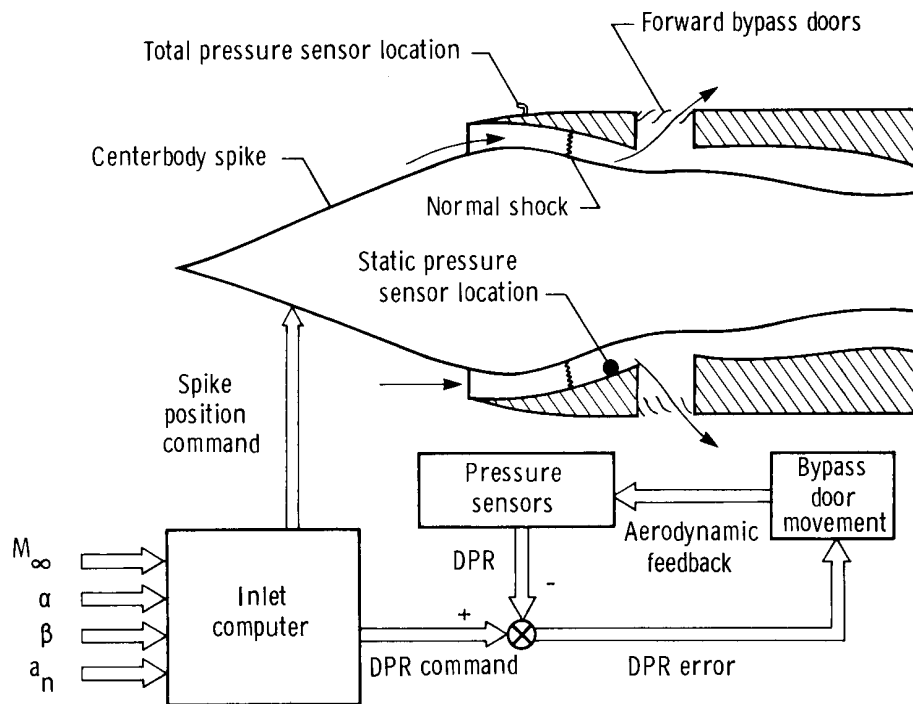 Forward bypass doors
Total pressure sensor location
Centerbody spike
Normal shock
Static pressure
sensor location
Spike
position
command
Pressure
sensors
Bypass
door
movement
Aerodynamic
feedback
DPR
-
+
M∞
α
β
an
Inlet
computer
DPR command
DPR error